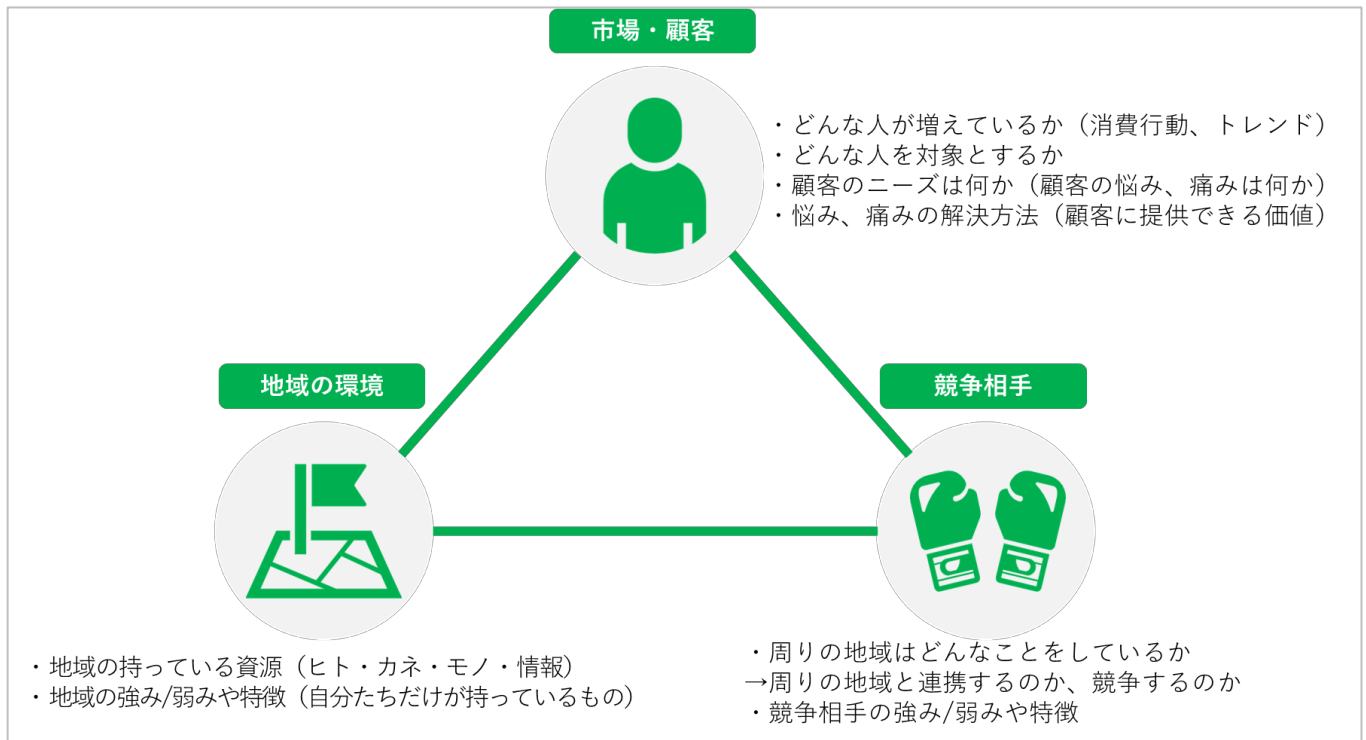 市場・顧客
・どんな人が増えているか（消費行動、トレンド）
・どんな人を対象とするか
・顧客のニーズは何か（顧客の悩み、痛みは何か）
・悩み、痛みの解決方法（顧客に提供できる価値）
地域の環境
競争相手
・地域の持っている資源（ヒト・カネ・モノ・情報）
・地域の強み/弱みや特徴（自分たちだけが持っているもの）
・周りの地域はどんなことをしているか
→周りの地域と連携するのか、競争するのか
・競争相手の強み/弱みや特徴